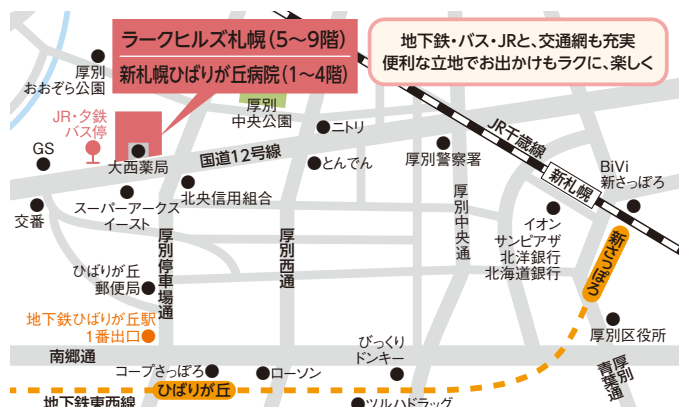 ラークヒルズ札幌(5～9階)
新札幌ひばりが丘病院(1～4階)
地下鉄・バス・JRと、交通網も充実
便利な立地でお出かけもラクに、楽しく
厚別
おおぞら公園
JR・夕鉄
バス停
GS
大西薬局
厚別
中央公園
ニトリ
国道12号線
とんでん
厚別警察署
JR千歳線
新札幌
BiVi
新さっぽろ
交番
スーパーアークス
イースト
北央信用組合
厚別停車場通
厚別西通
厚別中央通
イオン
サンピアザ
北洋銀行
北海道銀行
新さっぽろ
ひばりが丘
郵便局
地下鉄ひばりが丘駅
1番出口
厚別区役所
南郷通
コープさっぽろ
ローソン
びっくり
ドンキー
厚別
青葉通
ひばりが丘
地下鉄東西線
ツルハドラッグ